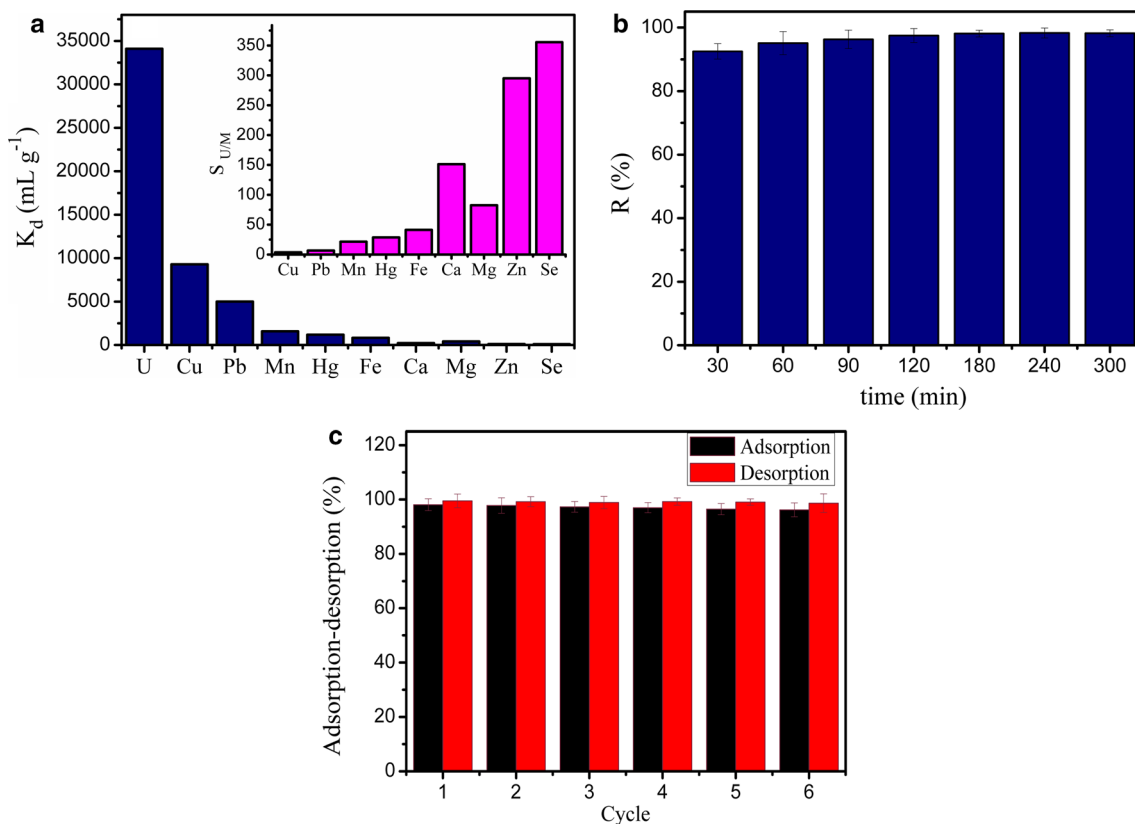 a
K_d (mL g^-1)
35000
30000
25000
20000
15000
10000
5000
0
U Cu Pb Mn Hg Fe Ca Mg Zn Se
S_U/M
350
300
250
200
150
100
50
0
Cu Pb Mn Hg Fe Ca Mg Zn Se
b
R (%)
100
80
60
40
20
0
30 60 90 120 180 240 300
time (min)
c
Adsorption-desorption (%)
120
100
80
60
40
20
0
Adsorption
Desorption
1 2 3 4 5 6
Cycle